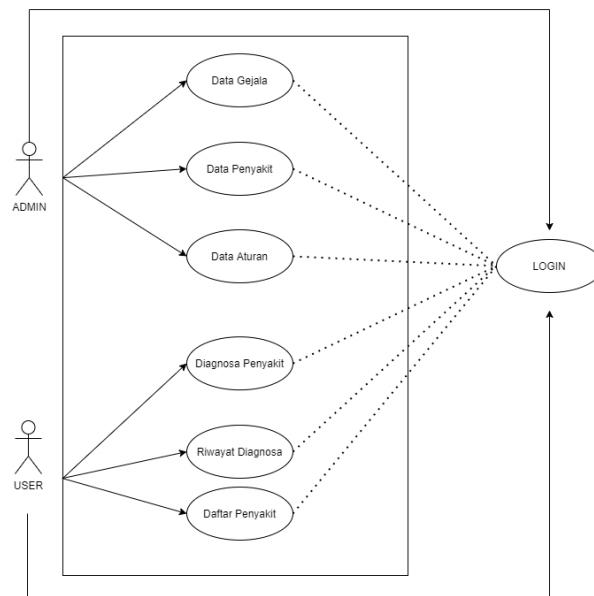 Data Gejala
Data Penyakit
ADMIN
Data Aturan
LOGIN
Diagnosa Penyakit
Riwayat Diagnosa
USER
Daftar Penyakit